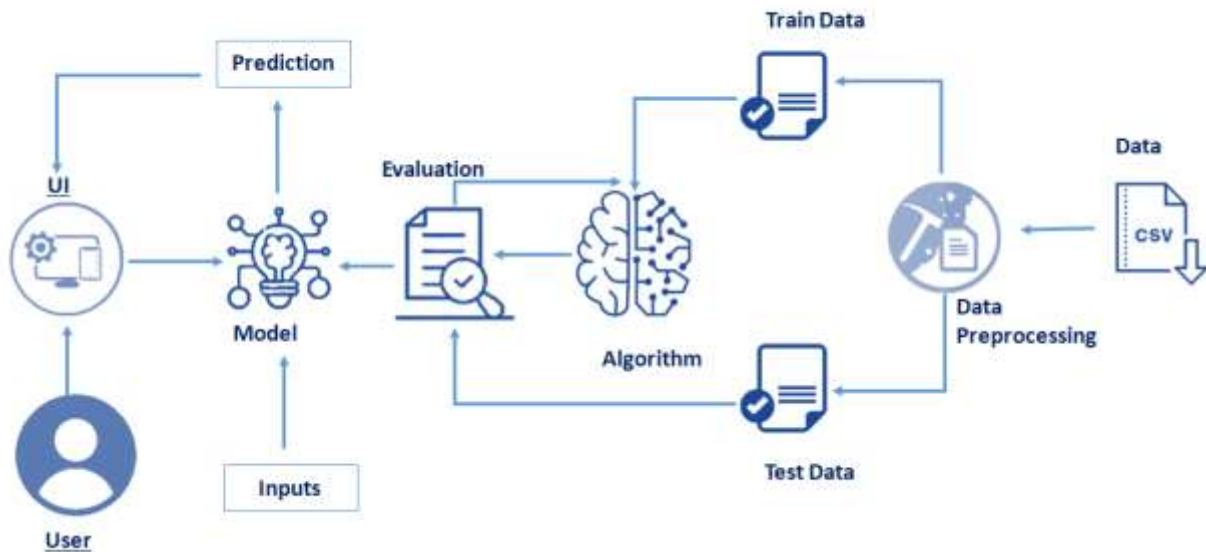 Train Data
Prediction
Evaluation
Data
UI
CSV
Model
Data
Preprocessing
Algorithm
Test Data
Inputs
User